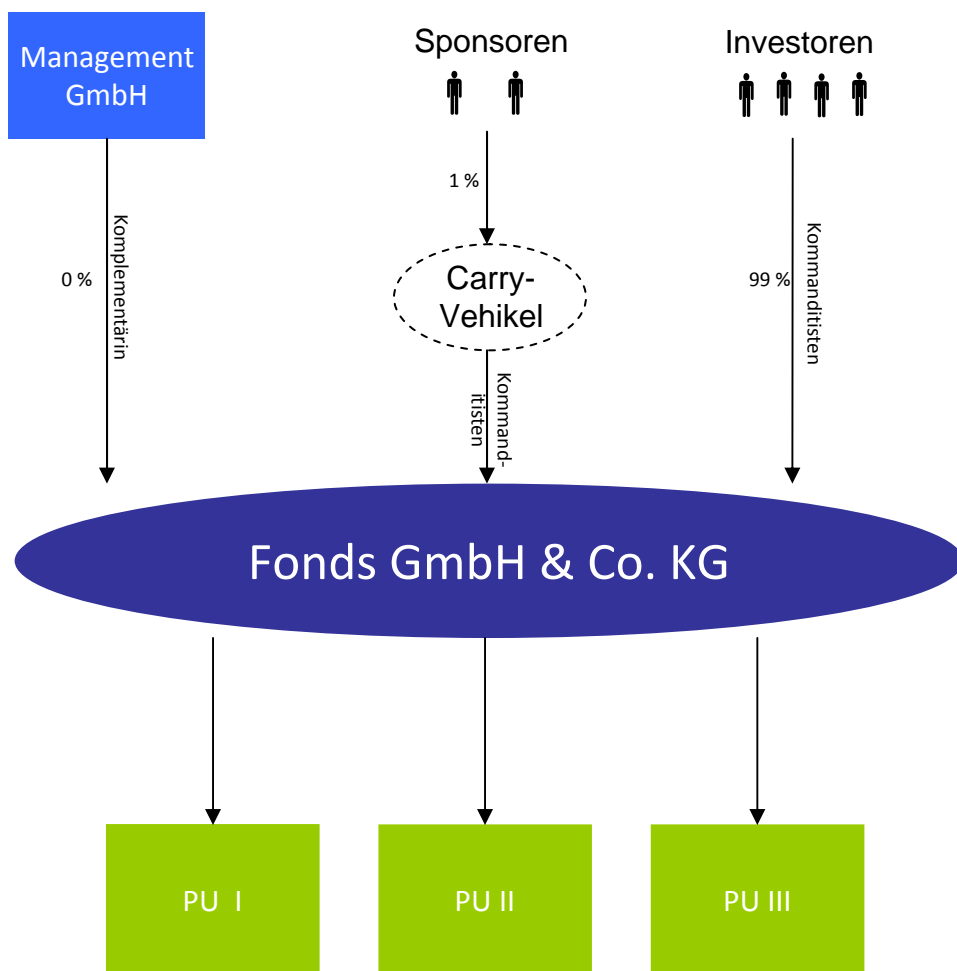 Management
GmbH
Sponsoren
Investoren
0 %
Komplementärin
1 %
Carry-
Vehikel
Kommand-
itisten
99 %
Kommanditisten
Fonds GmbH & Co. KG
PU I
PU II
PU III